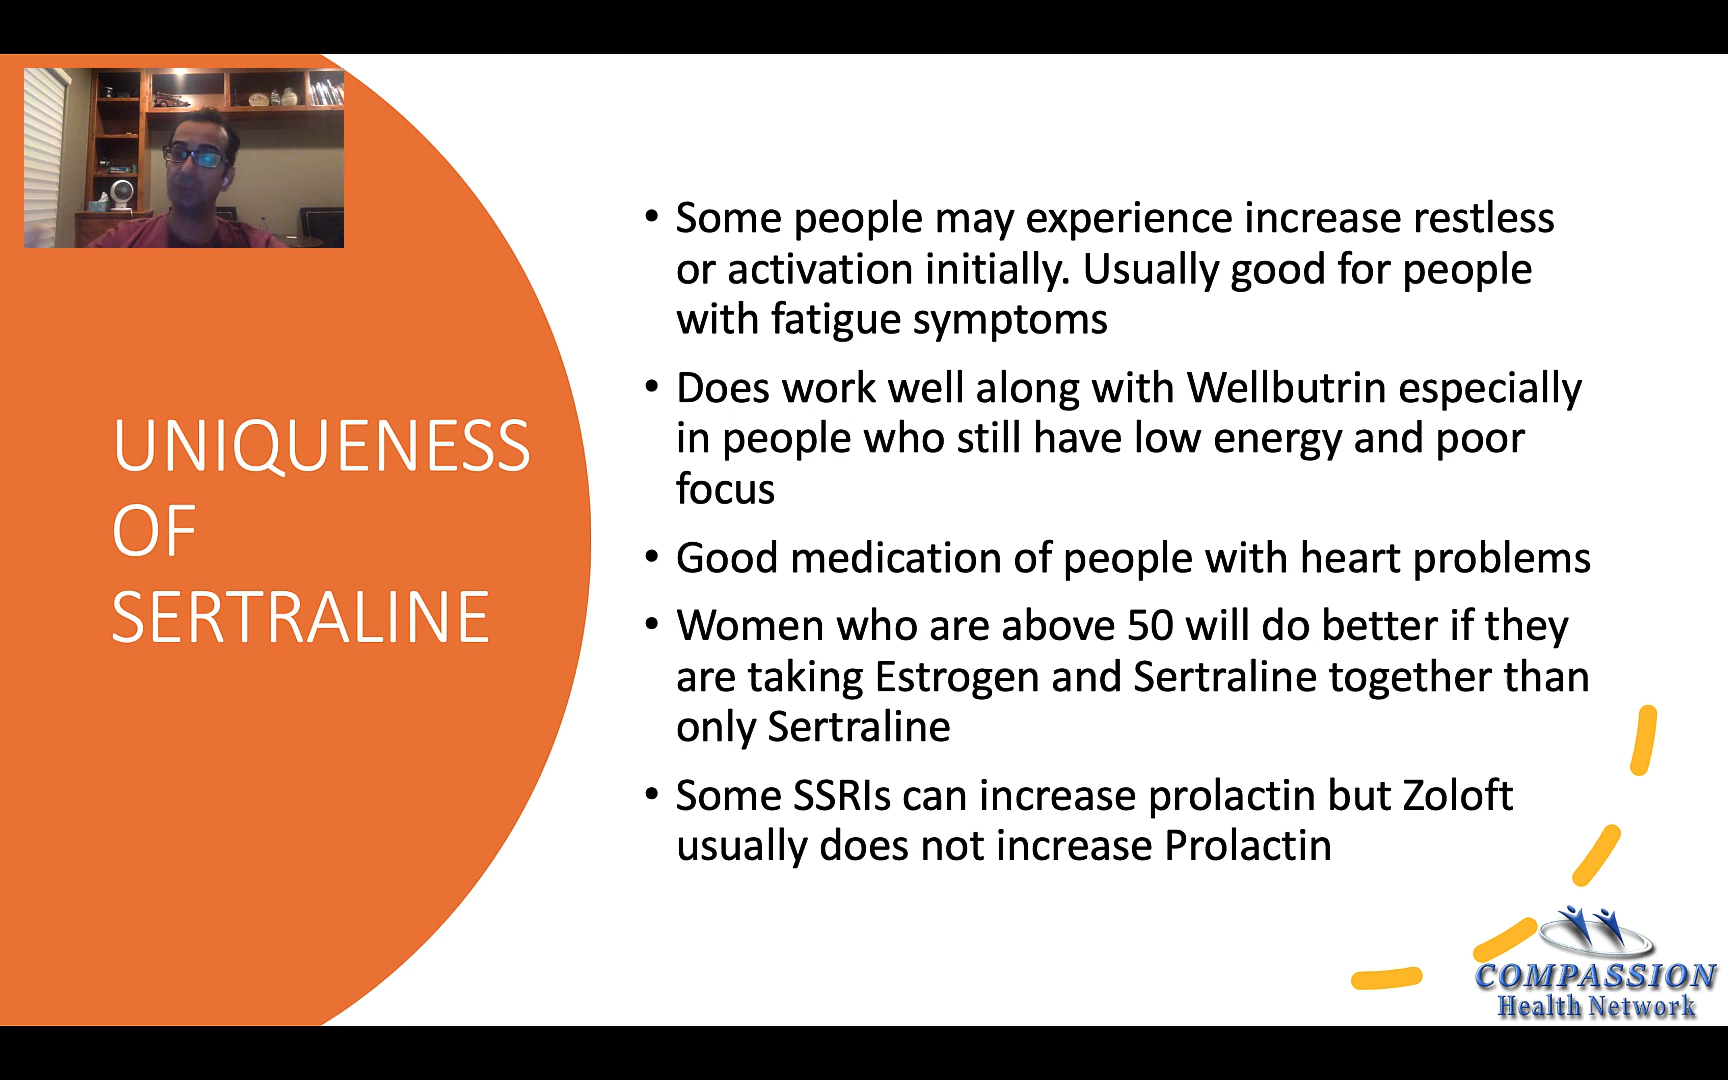 UNIQUENESS
OF
SERTRALINE
• Some people may experience increase restless
or activation initially. Usually good for people
with fatigue symptoms
• Does work well along with Wellbutrin especially
in people who still have low energy and poor
focus
• Good medication of people with heart problems
• Women who are above 50 will do better if they
are taking Estrogen and Sertraline together than
only Sertraline
• Some SSRIs can increase prolactin but Zoloft
usually does not increase Prolactin
COMPASSION
Health Network